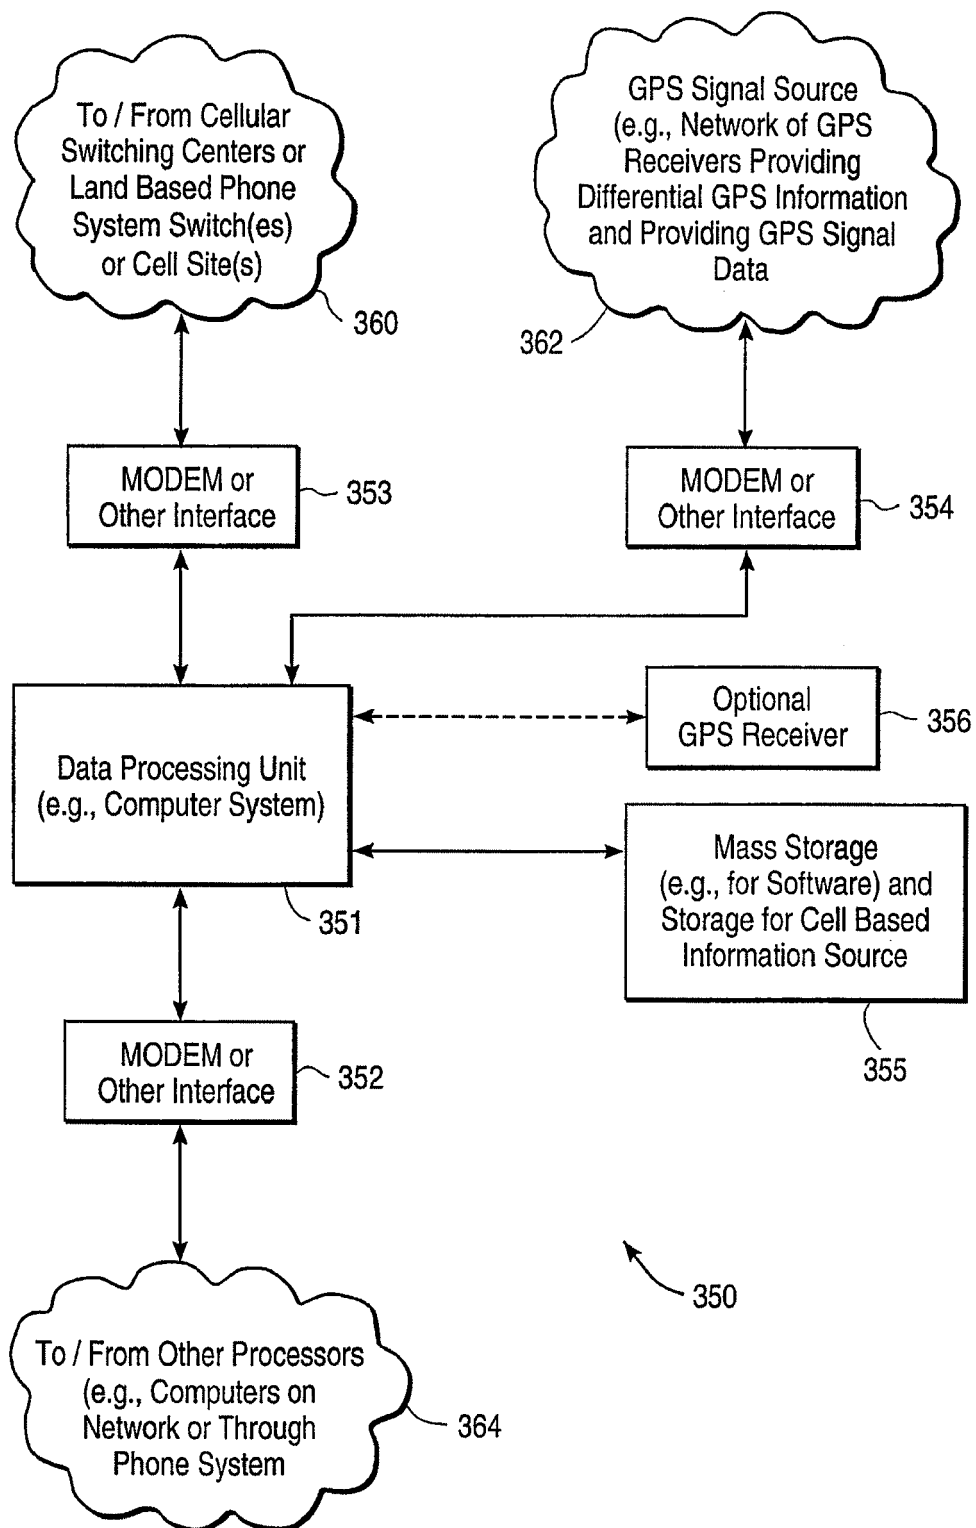 To / From Cellular
Switching Centers or
Land Based Phone
System Switch(es)
or Cell Site(s)
360
GPS Signal Source
(e.g., Network of GPS
Receivers Providing
Differential GPS Information
and Providing GPS Signal
Data
362
MODEM or
Other Interface
353
MODEM or
Other Interface
354
Data Processing Unit
(e.g., Computer System)
351
Optional
GPS Receiver
356
Mass Storage
(e.g., for Software) and
Storage for Cell Based
Information Source
355
MODEM or
Other Interface
352
350
To / From Other Processors
(e.g., Computers on
Network or Through
Phone System
364